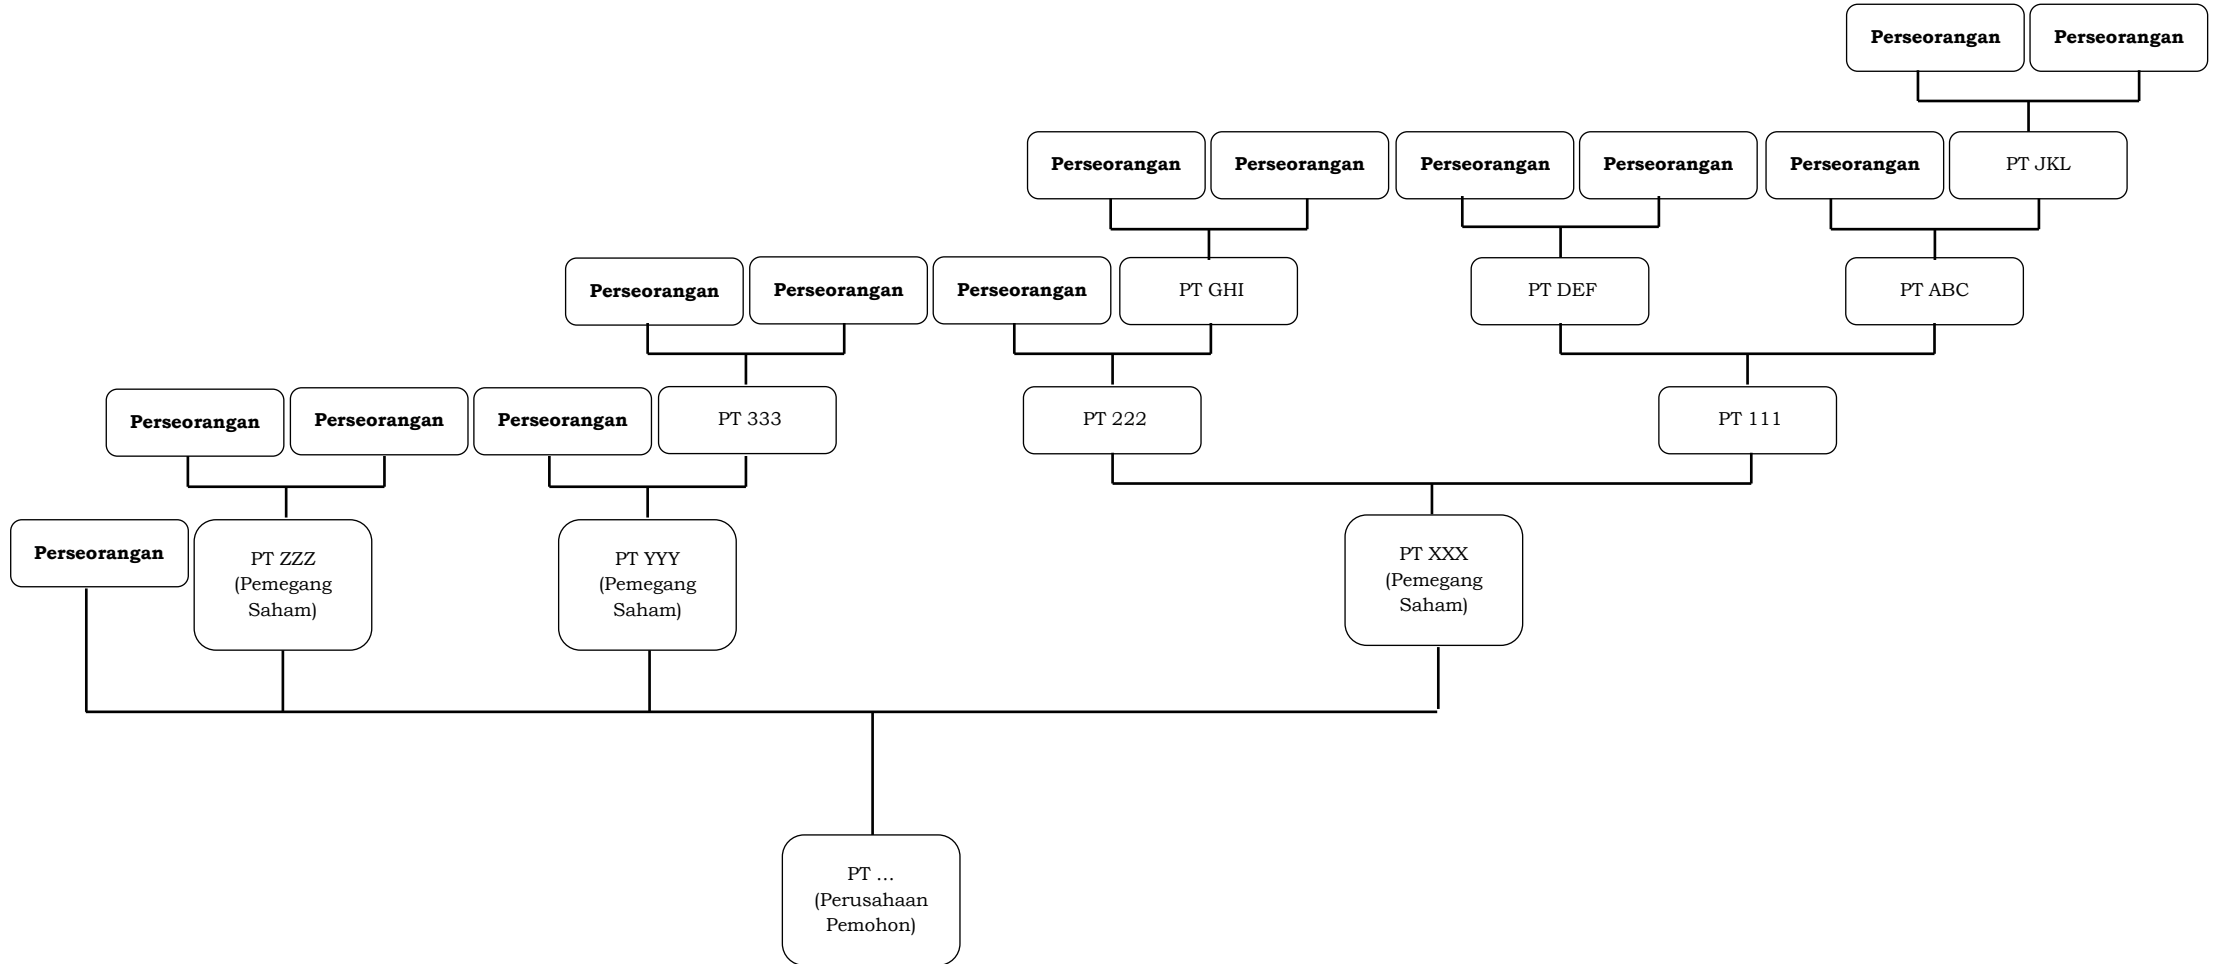 Perseorangan
Perseorangan
Perseorangan
Perseorangan
Perseorangan
Perseorangan
Perseorangan
PT JKL
Perseorangan
Perseorangan
Perseorangan
PT GHI
PT DEF
PT ABC
Perseorangan
Perseorangan
Perseorangan
PT 333
PT 222
PT 111
Perseorangan
PT ZZZ
(Pemegang
Saham)
PT YYY
(Pemegang
Saham)
PT XXX
(Pemegang
Saham)
PT ...
(Perusahaan
Pemohon)